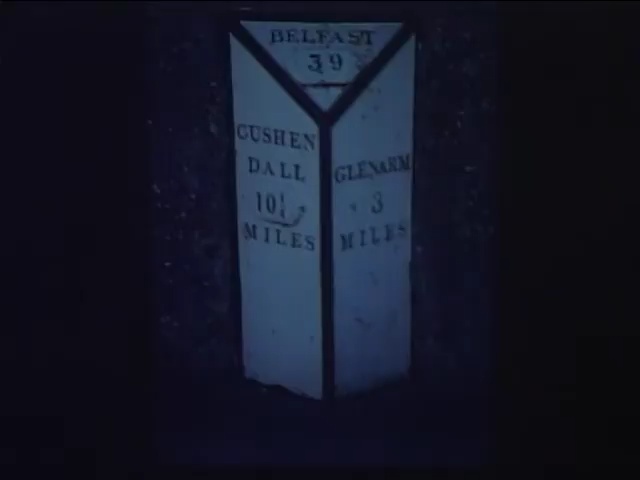 BELFAST
39
CUSHEN
DALL
10¼
MILES
GLENARM
3
MILES